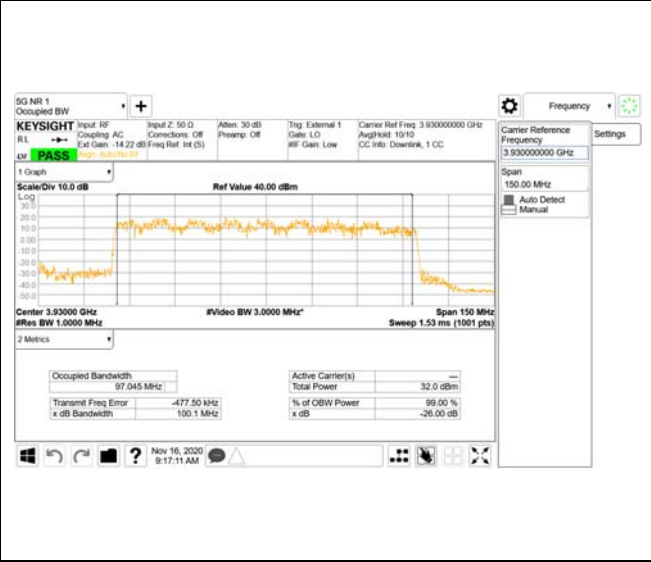 5G NR 1
Occupied BW
Frequency
KEYSIGHT
R L
LW PASS
Input: RF
Coupling: AC
Ext Gain: -14.22 dB
Align: Auto/No RF
Input Z: 50 Ω
Corrections: Off
Freq Ref: Int (S)
Atten: 30 dB
Preamp: Off
Trig: External 1
Gate: LO
#IF Gain: Low
Carrier Ref Freq: 3.930000000 GHz
Avg|Hold: 10/10
CC Info: Downlink, 1 CC
Carrier Reference
Frequency
3.930000000 GHz
Settings
Span
150.00 MHz
Auto Detect
Manual
1 Graph
Scale/Div 10.0 dB
Ref Value 40.00 dBm
Log
30.0
20.0
10.0
0.00
-10.0
-20.0
-30.0
-40.0
-50.0
Center 3.93000 GHz
#Video BW 3.0000 MHz*
Span 150 MHz
#Res BW 1.0000 MHz
Sweep 1.53 ms (1001 pts)
2 Metrics
Occupied Bandwidth
97.045 MHz
Active Carrier(s)
—
Total Power
32.0 dBm
Transmit Freq Error
-477.50 kHz
% of OBW Power
99.00 %
x dB Bandwidth
100.1 MHz
x dB
-26.00 dB
?
Nov 16, 2020
9:17:11 AM